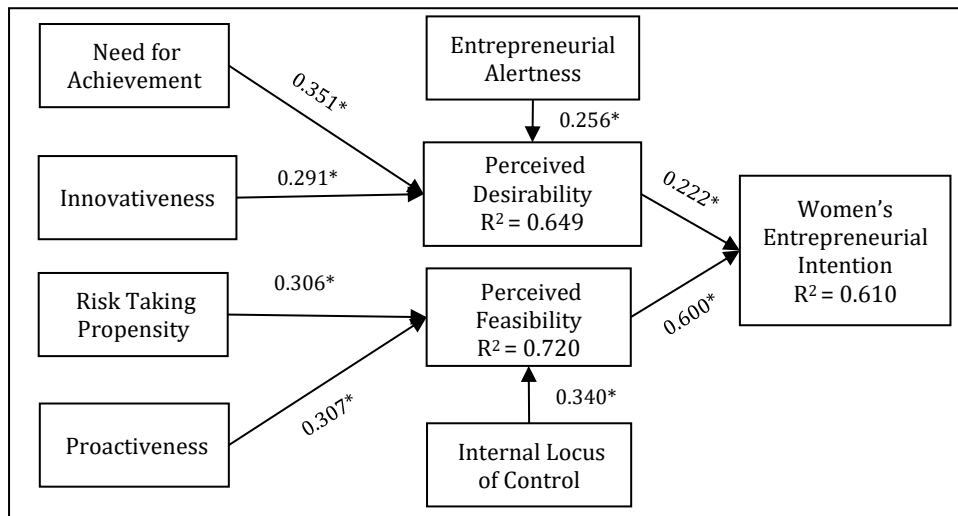 Need for
Achievement
Entrepreneurial
Alertness
0.351*
0.256*
Innovativeness
0.291*
Perceived
Desirability
R² = 0.649
0.222*
Women’s
Entrepreneurial
Intention
R² = 0.610
Risk Taking
Propensity
0.306*
Perceived
Feasibility
R² = 0.720
0.600*
Proactiveness
0.307*
0.340*
Internal Locus
of Control